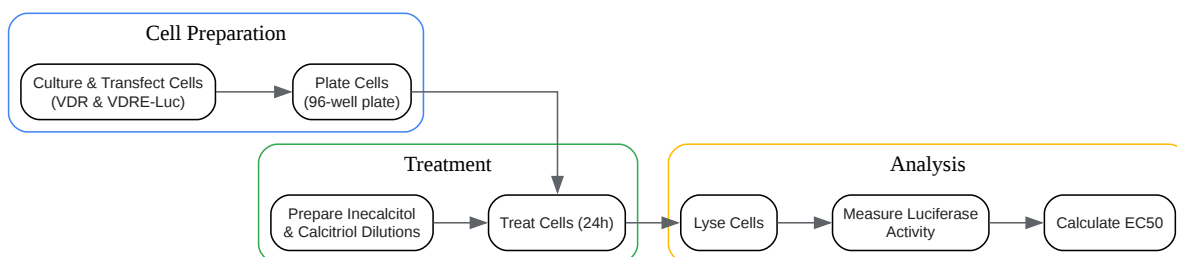 Cell Preparation
Culture & Transfect Cells
(VDR & VDRE-Luc)
Plate Cells
(96-well plate)
Treatment
Prepare Inecalcitol
& Calcitriol Dilutions
Treat Cells (24h)
Analysis
Lyse Cells
Measure Luciferase
Activity
Calculate EC50